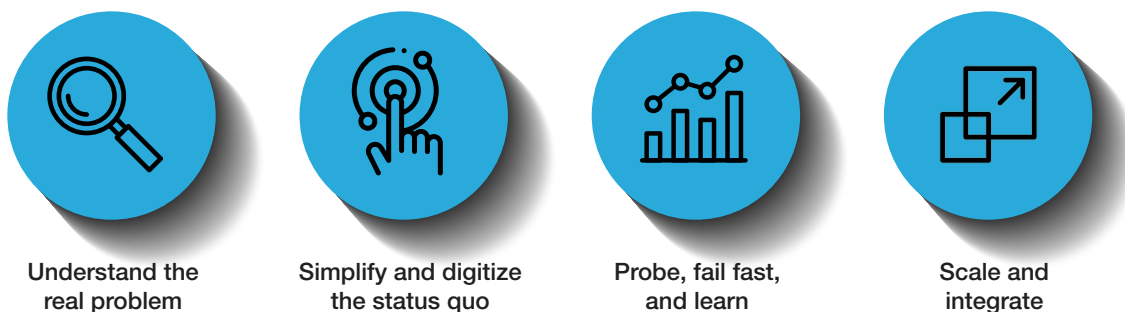 Understand the
real problem
Simplify and digitize
the status quo
Probe, fail fast,
and learn
Scale and
integrate